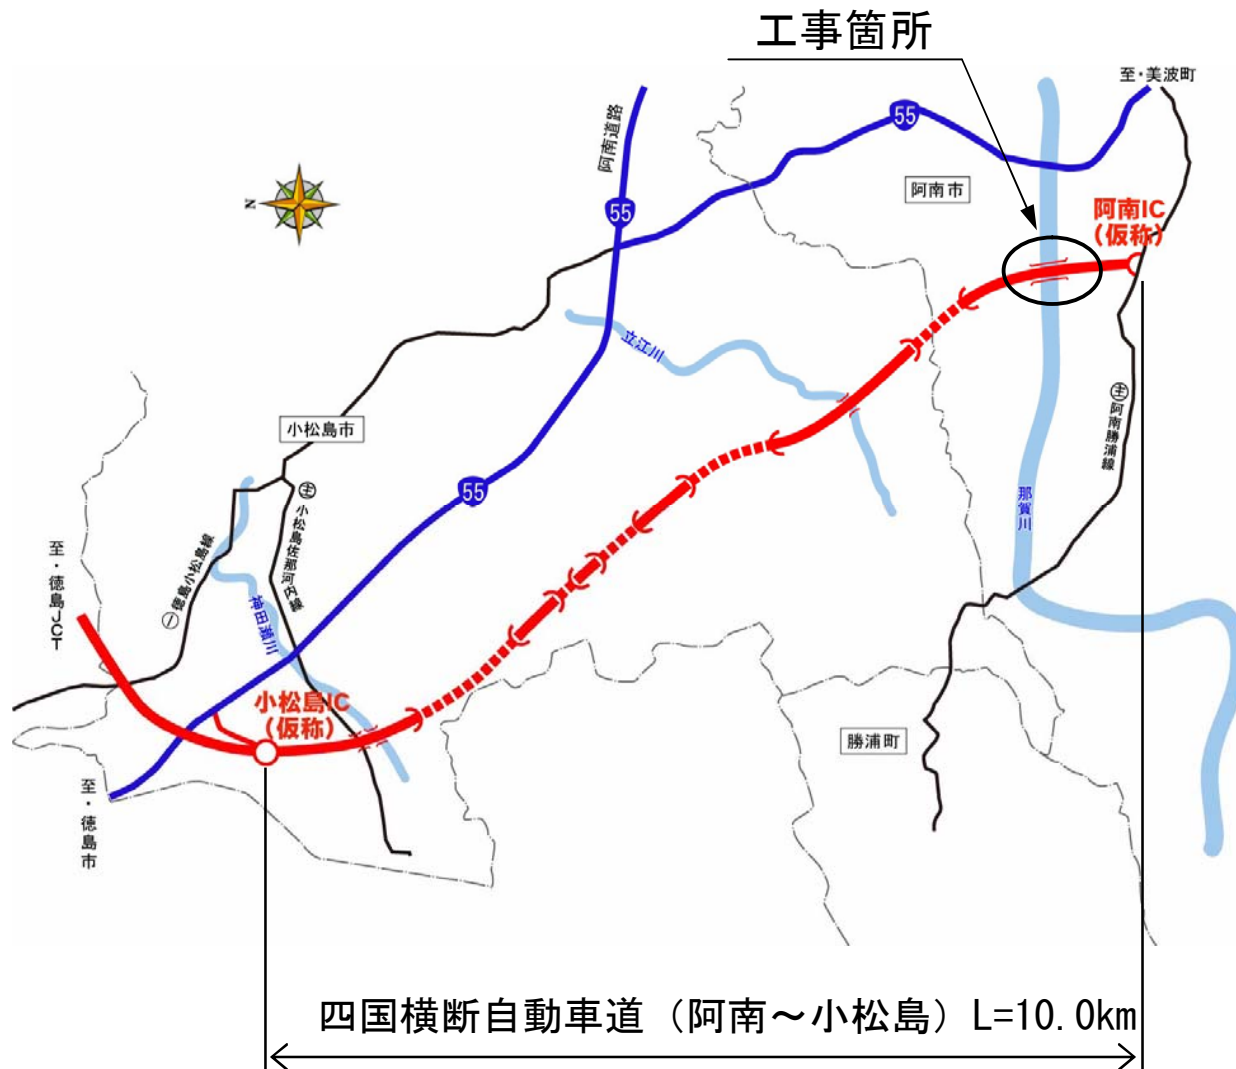 工事箇所
至・美波町
55
阿南道路
55
阿南市
阿南IC
（仮称）
N
立江川
主
阿南勝浦線
小松島市
55
主
小松島佐那河内線
那賀川
一
徳島小松島線
至・徳島JCT
神田瀬川
小松島IC
（仮称）
勝浦町
至・徳島市
四国横断自動車道（阿南～小松島）L=10.0km